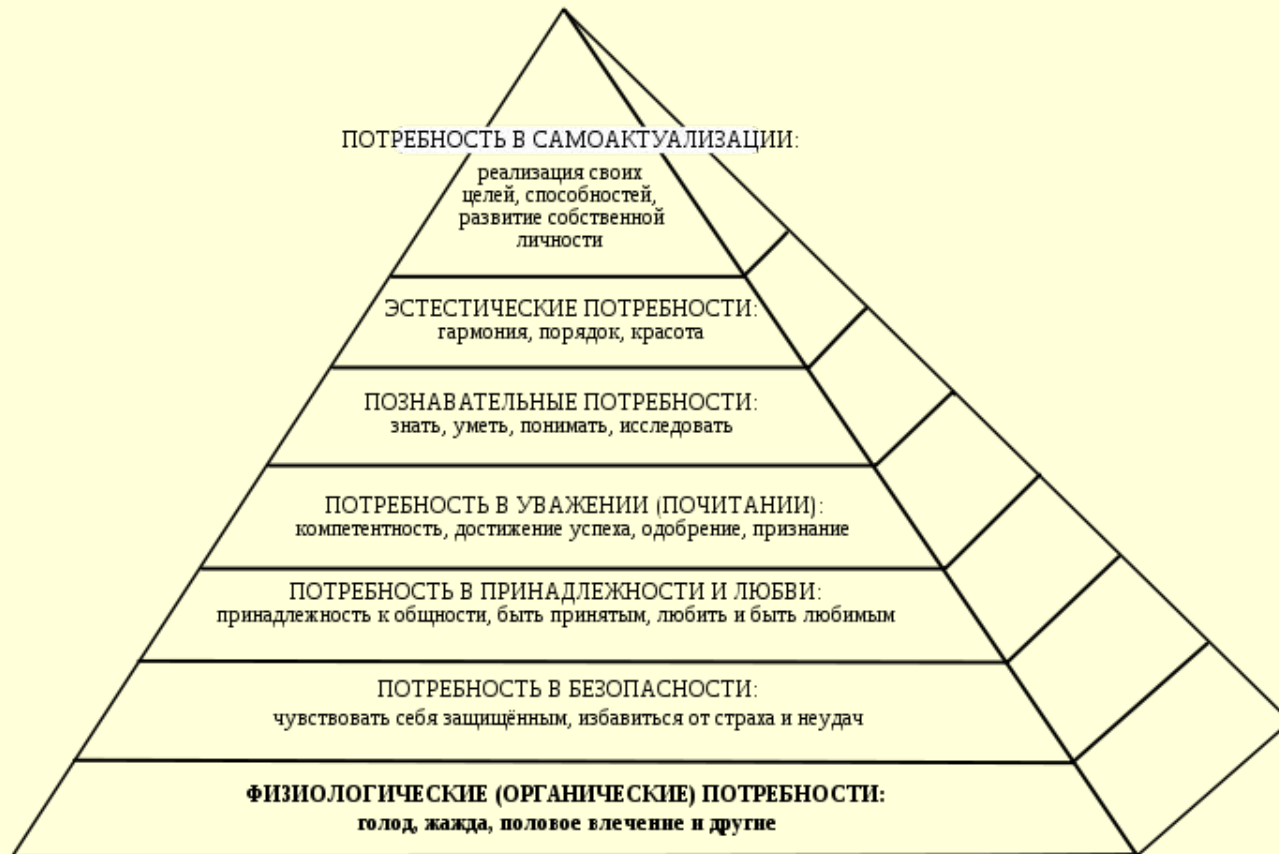 ПОТРЕБНОСТЬ В САМОАКТУАЛИЗАЦИИ:
реализация своих
целей, способностей,
развитие собственной
личности
ЭСТЕСТИЧЕСКИЕ ПОТРЕБНОСТИ:
гармония, порядок, красота
ПОЗНАВАТЕЛЬНЫЕ ПОТРЕБНОСТИ:
знать, уметь, понимать, исследовать
ПОТРЕБНОСТЬ В УВАЖЕНИИ (ПОЧИТАНИИ):
компетентность, достижение успеха, одобрение, признание
ПОТРЕБНОСТЬ В ПРИНАДЛЕЖНОСТИ И ЛЮБВИ:
принадлежность к общности, быть принятым, любить и быть любимым
ПОТРЕБНОСТЬ В БЕЗОПАСНОСТИ:
чувствовать себя защищённым, избавиться от страха и неудач
ФИЗИОЛОГИЧЕСКИЕ (ОРГАНИЧЕСКИЕ) ПОТРЕБНОСТИ:
голод, жажда, половое влечение и другие